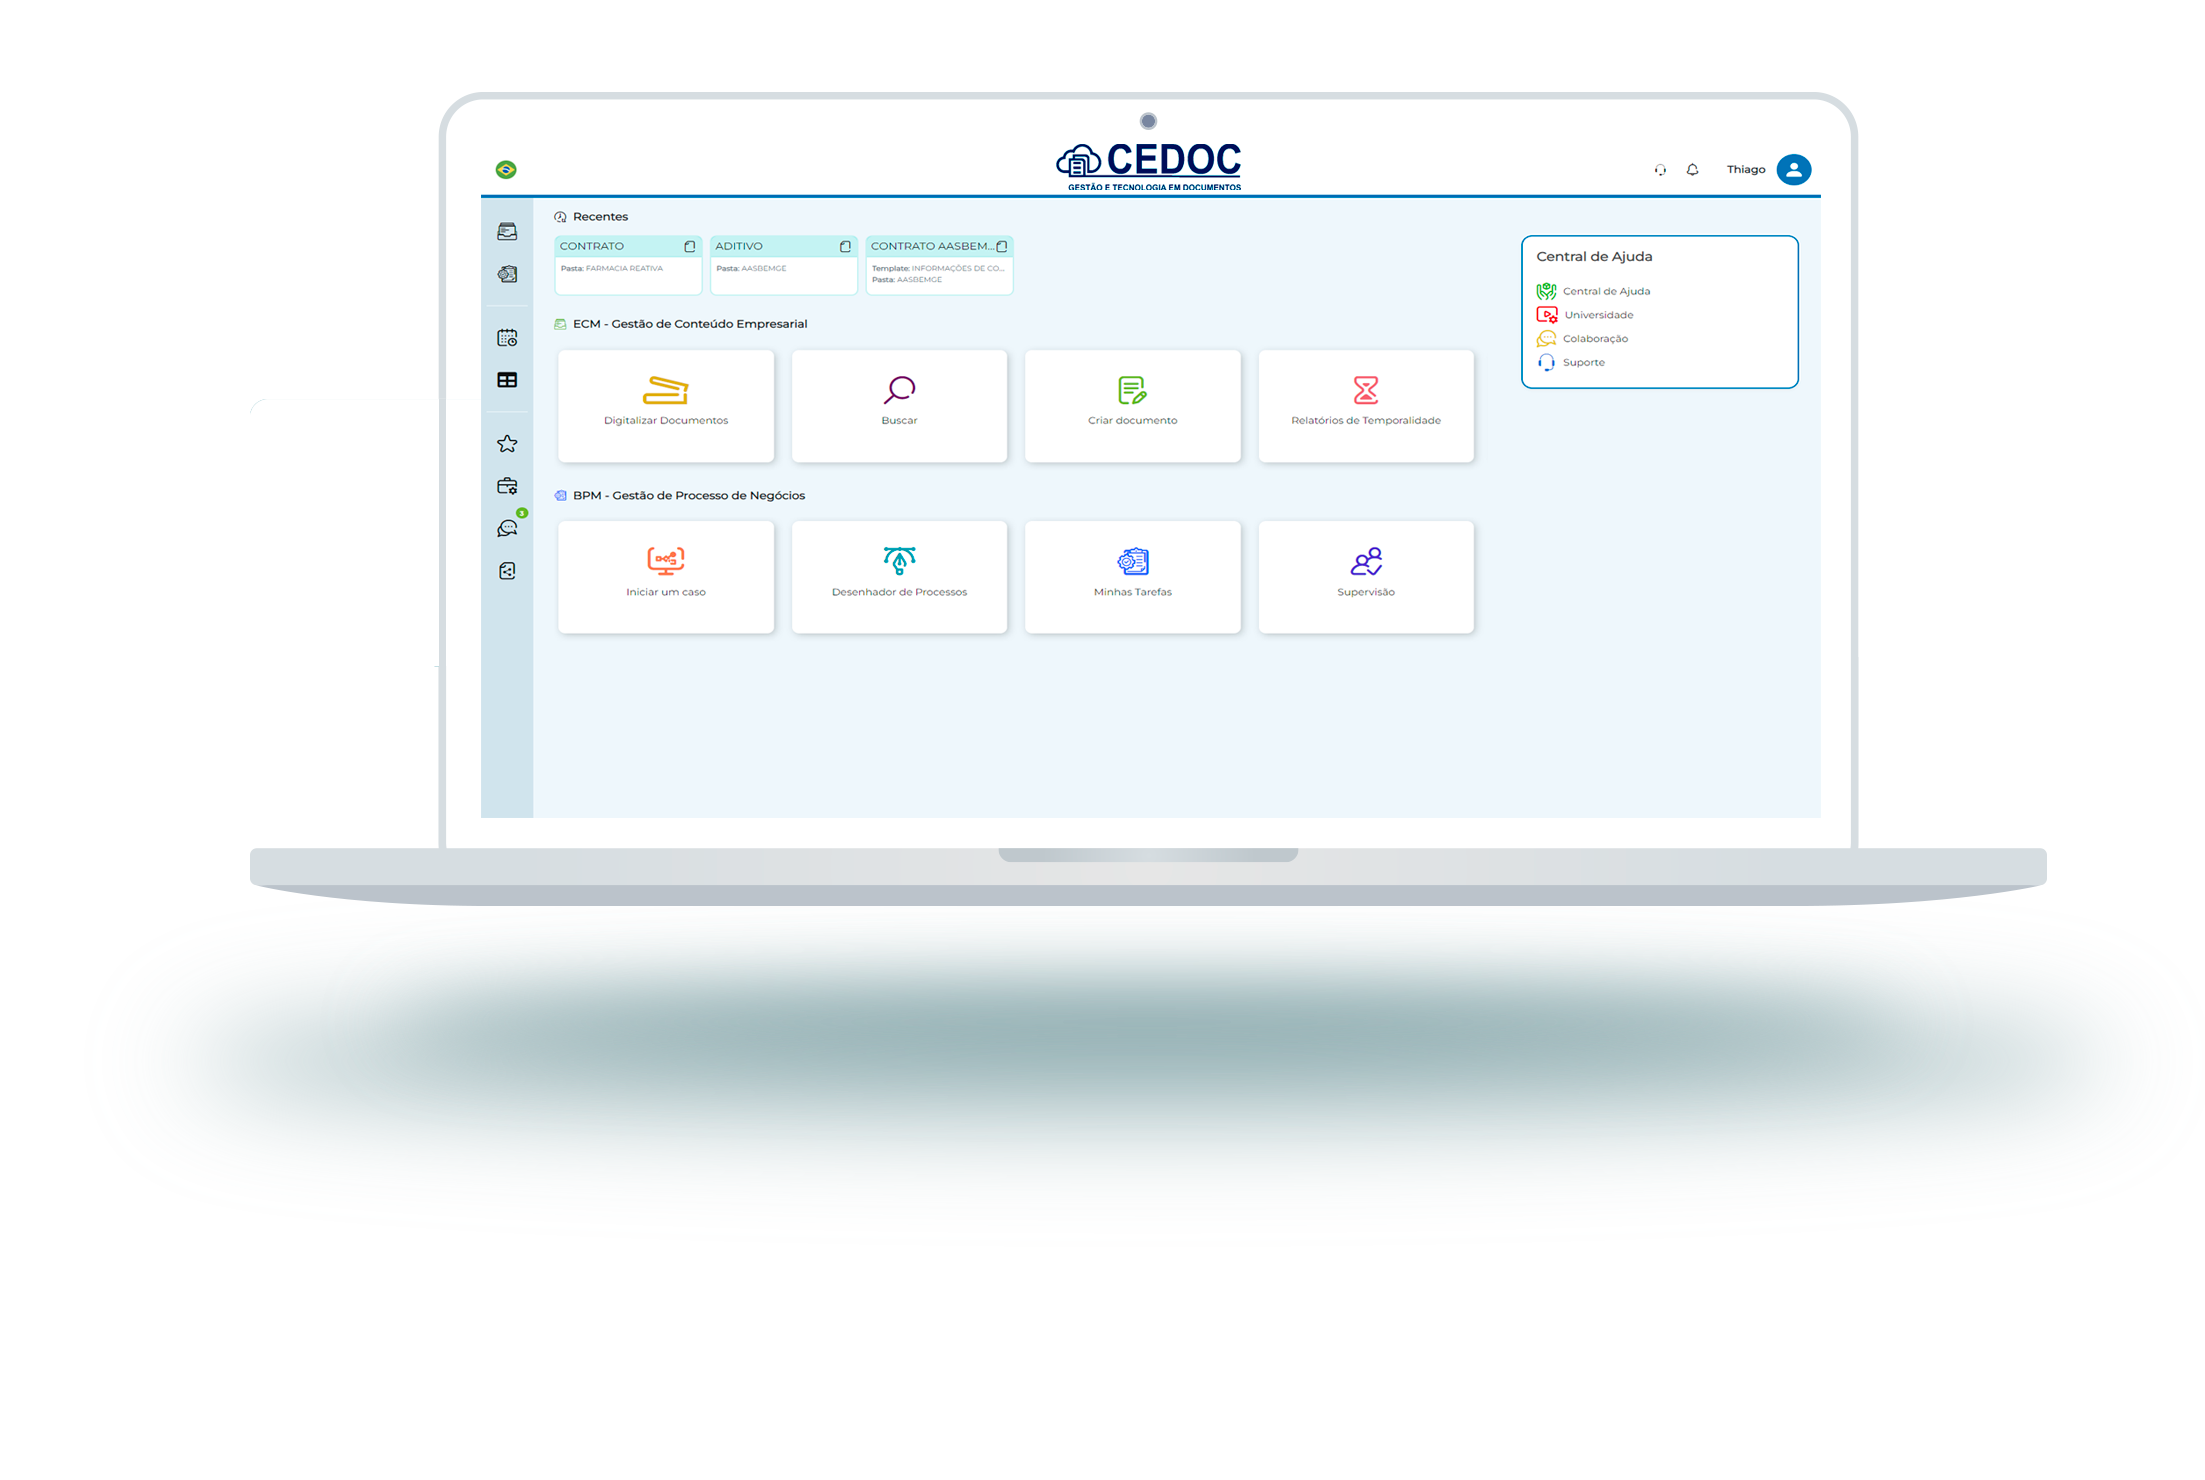 CEDOC
GESTÃO E TECNOLOGIA EM DOCUMENTOS
Thiago
Recentes
CONTRATO
Pasta: FARMACIA REATIVA
ADITIVO
Pasta: AASBEMGE
CONTRATO AASBEM...
Template: INFORMAÇÕES DE CO...
Pasta: AASBEMGE
Central de Ajuda
Central de Ajuda
Universidade
Colaboração
Suporte
ECM - Gestão de Conteúdo Empresarial
Digitalizar Documentos
Buscar
Criar documento
Relatórios de Temporalidade
BPM - Gestão de Processo de Negócios
3
Iniciar um caso
Desenhador de Processos
Minhas Tarefas
Supervisão